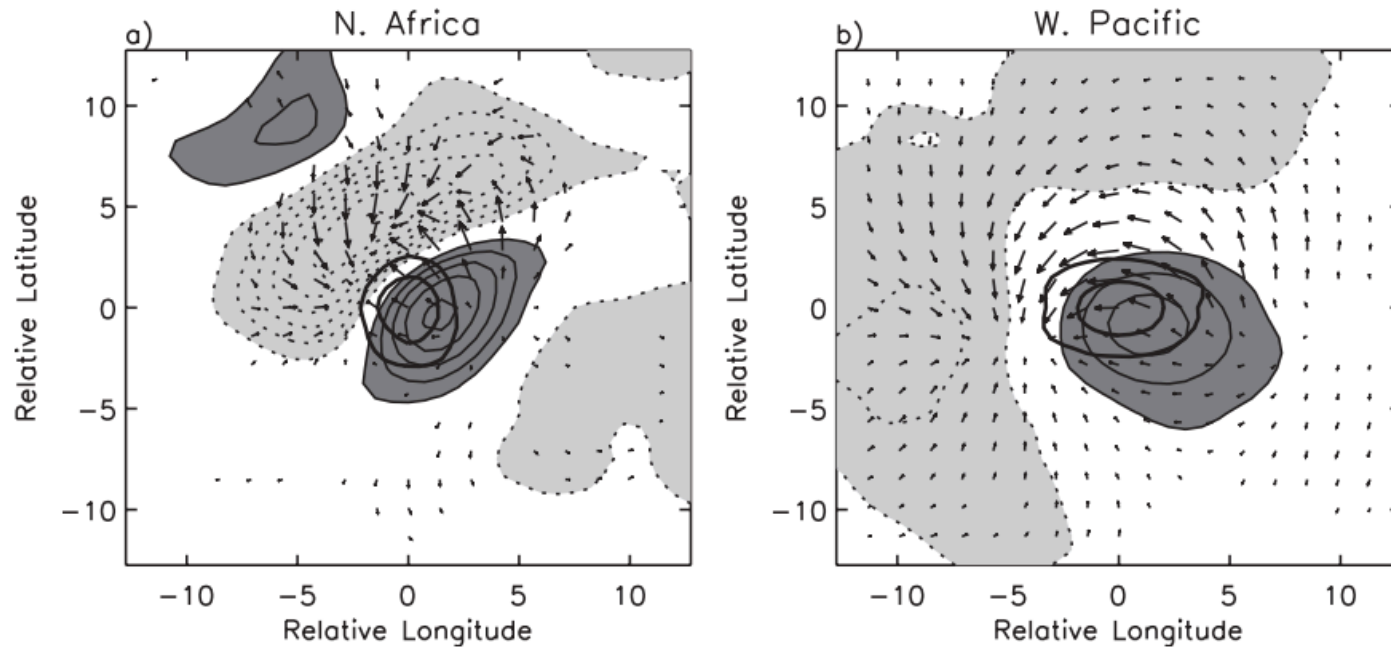 a) N. Africa
10
5
0
−5
−10
Relative Latitude
−10 −5 0 5 10
Relative Longitude
b) W. Pacific
10
5
0
−5
−10
Relative Latitude
−10 −5 0 5 10
Relative Longitude